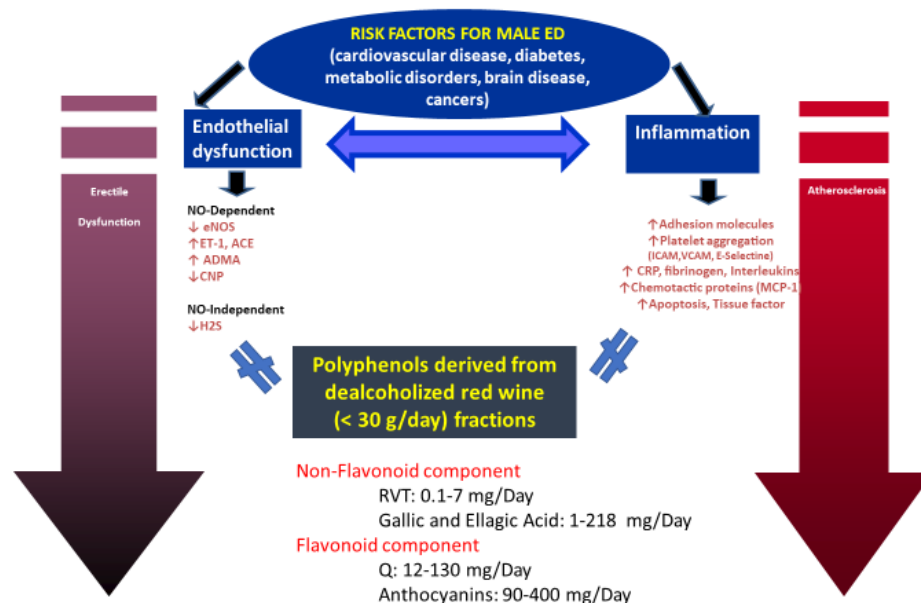 RISK FACTORS FOR MALE ED
(cardiovascular disease, diabetes,
metabolic disorders, brain disease,
cancers)
Endothelial
dysfunction
Inflammation
Erectile
Dysfunction
Atherosclerosis
NO-Dependent
↓ eNOS
↑ET-1, ACE
↑ ADMA
↓CNP
NO-Independent
↓H2S
↑Adhesion molecules
↑Platelet aggregation
(ICAM,VCAM, E-Selectine)
↑ CRP, fibrinogen, Interleukins
↑Chemotactic proteins (MCP-1)
↑Apoptosis, Tissue factor
Polyphenols derived from
dealcoholized red wine
(< 30 g/day) fractions
Non-Flavonoid component
RVT: 0.1-7 mg/Day
Gallic and Ellagic Acid: 1-218 mg/Day
Flavonoid component
Q: 12-130 mg/Day
Anthocyanins: 90-400 mg/Day